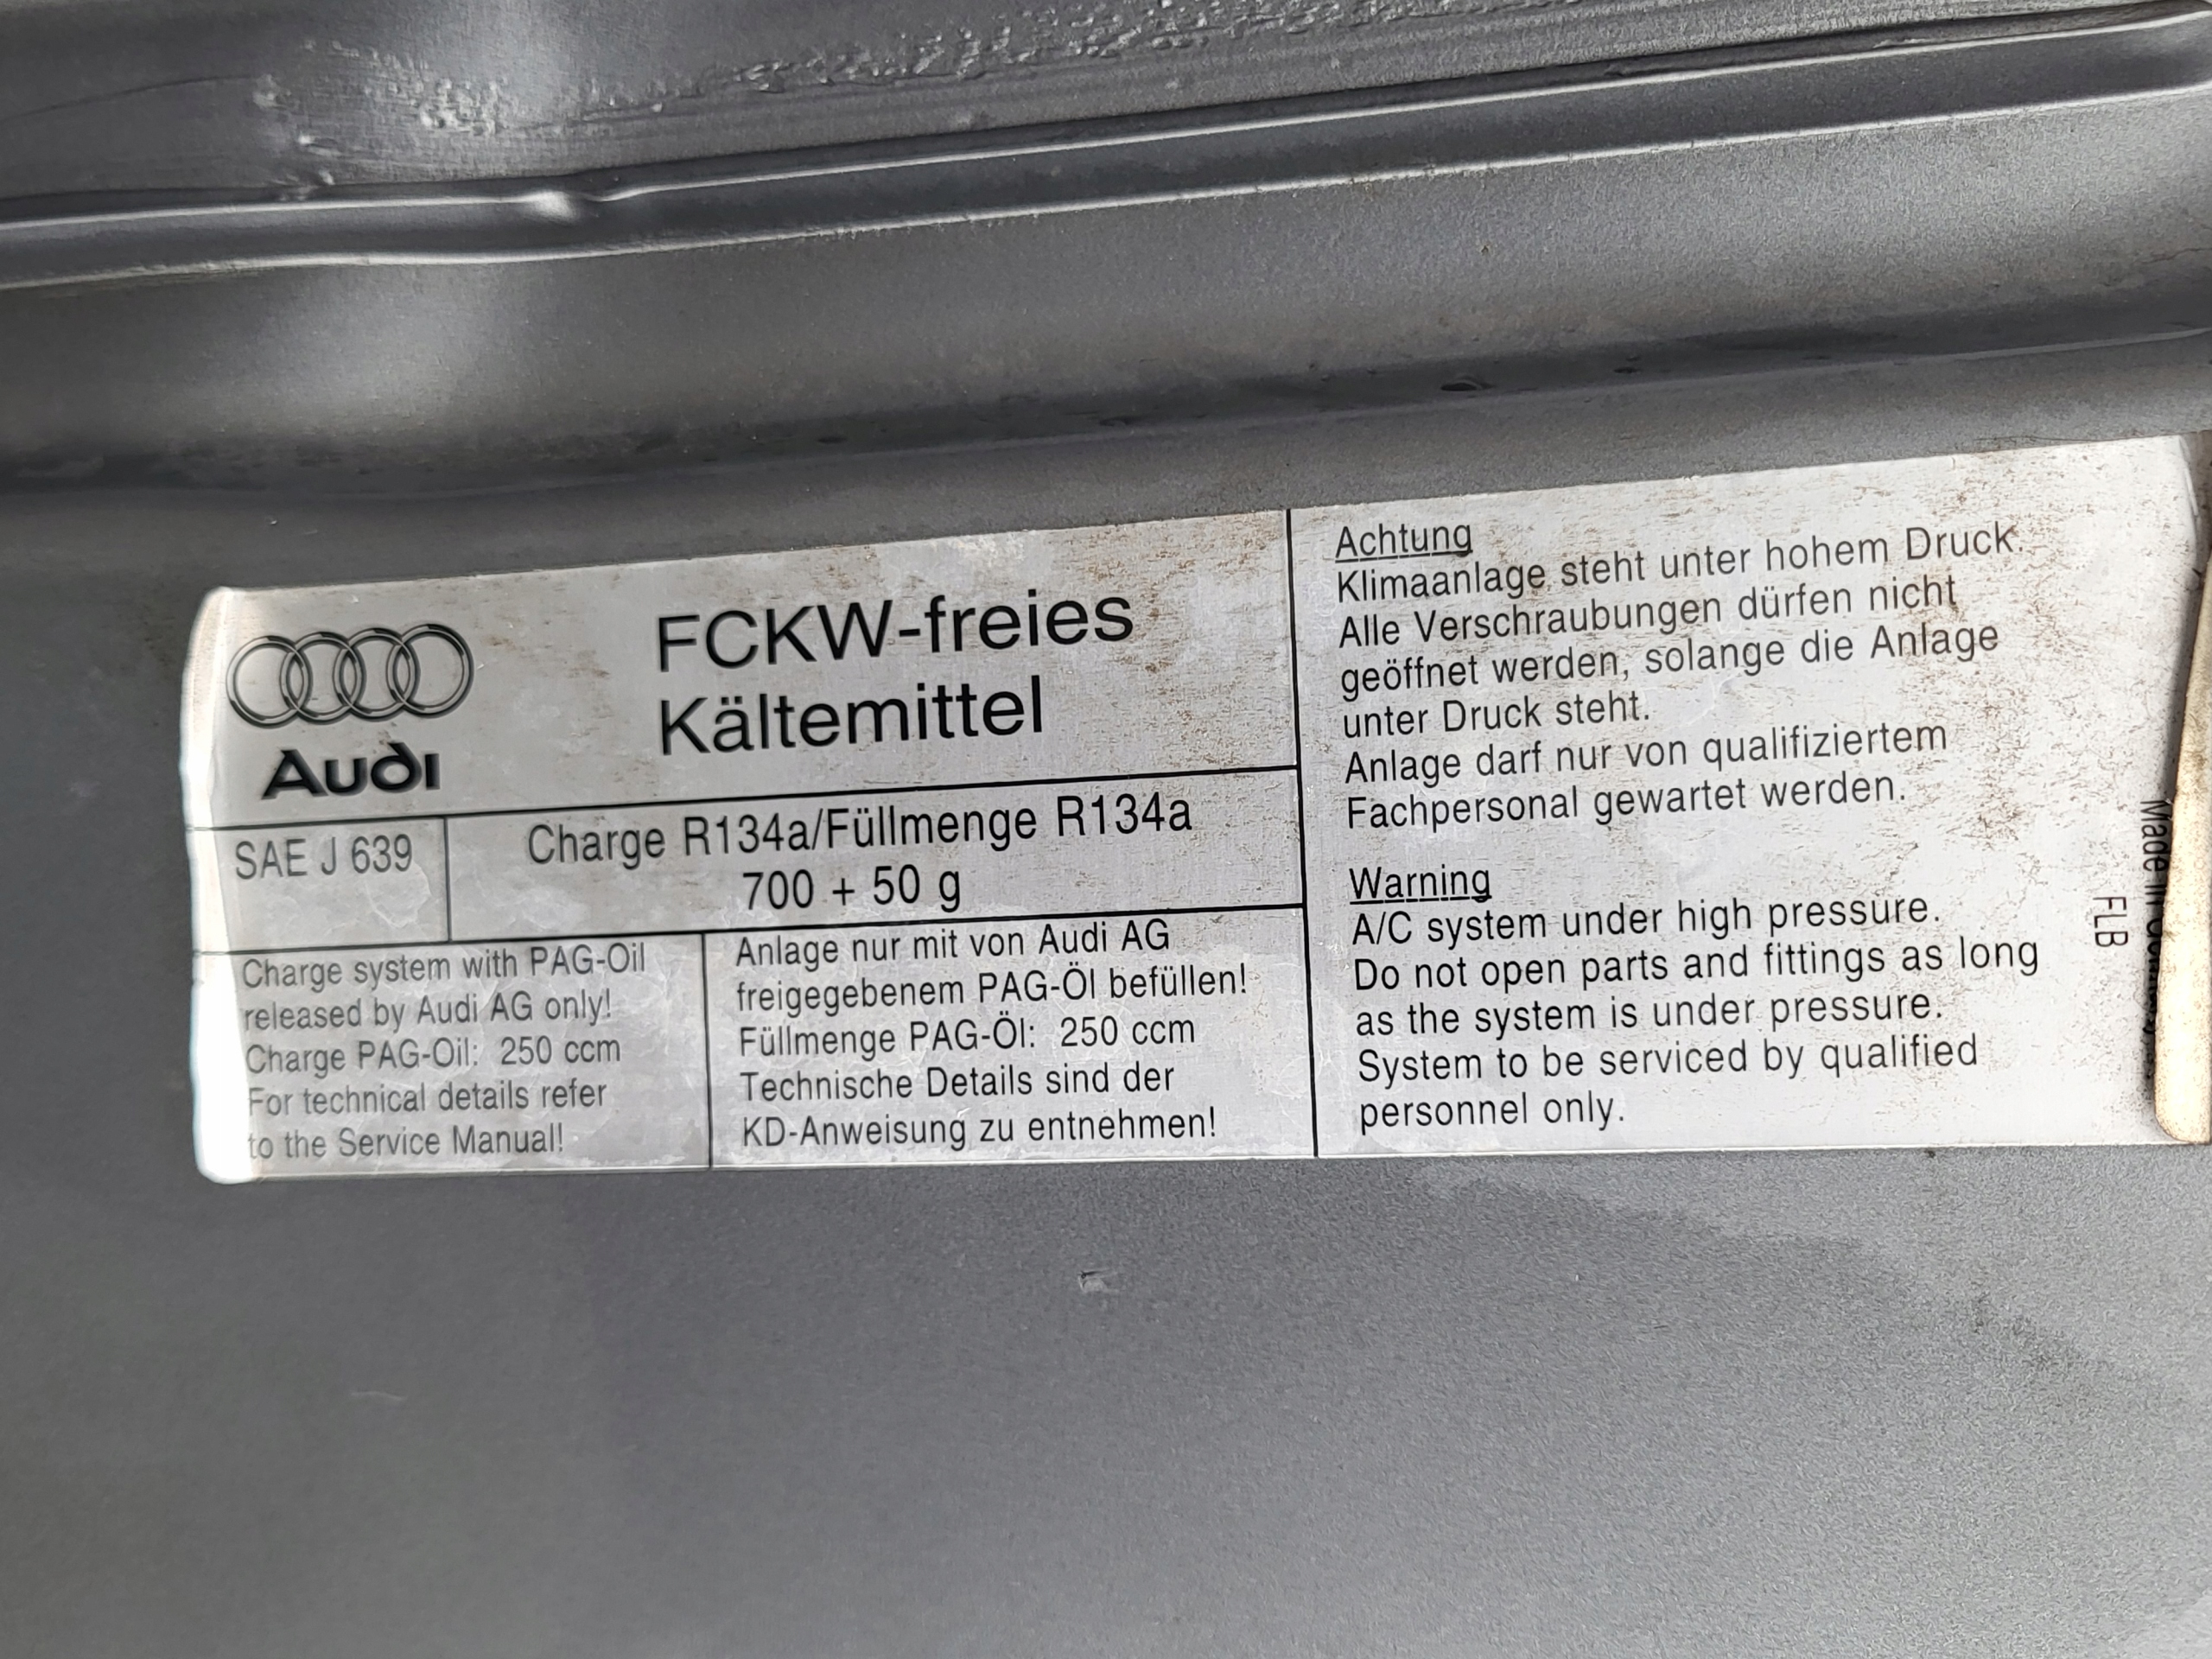 Audi
FCKW-freies
Kältemittel
SAE J 639
Charge R134a/Füllmenge R134a
700 + 50 g
Charge system with PAG-Oil
released by Audi AG only!
Charge PAG-Oil: 250 ccm
For technical details refer
to the Service Manual!
Anlage nur mit von Audi AG
freigegebenem PAG-Öl befüllen!
Füllmenge PAG-Öl: 250 ccm
Technische Details sind der
KD-Anweisung zu entnehmen!
Achtung
Klimaanlage steht unter hohem Druck.
Alle Verschraubungen dürfen nicht
geöffnet werden, solange die Anlage
unter Druck steht.
Anlage darf nur von qualifiziertem
Fachpersonal gewartet werden.
Warning
A/C system under high pressure.
Do not open parts and fittings as long
as the system is under pressure.
System to be serviced by qualified
personnel only.
FLB
Made in